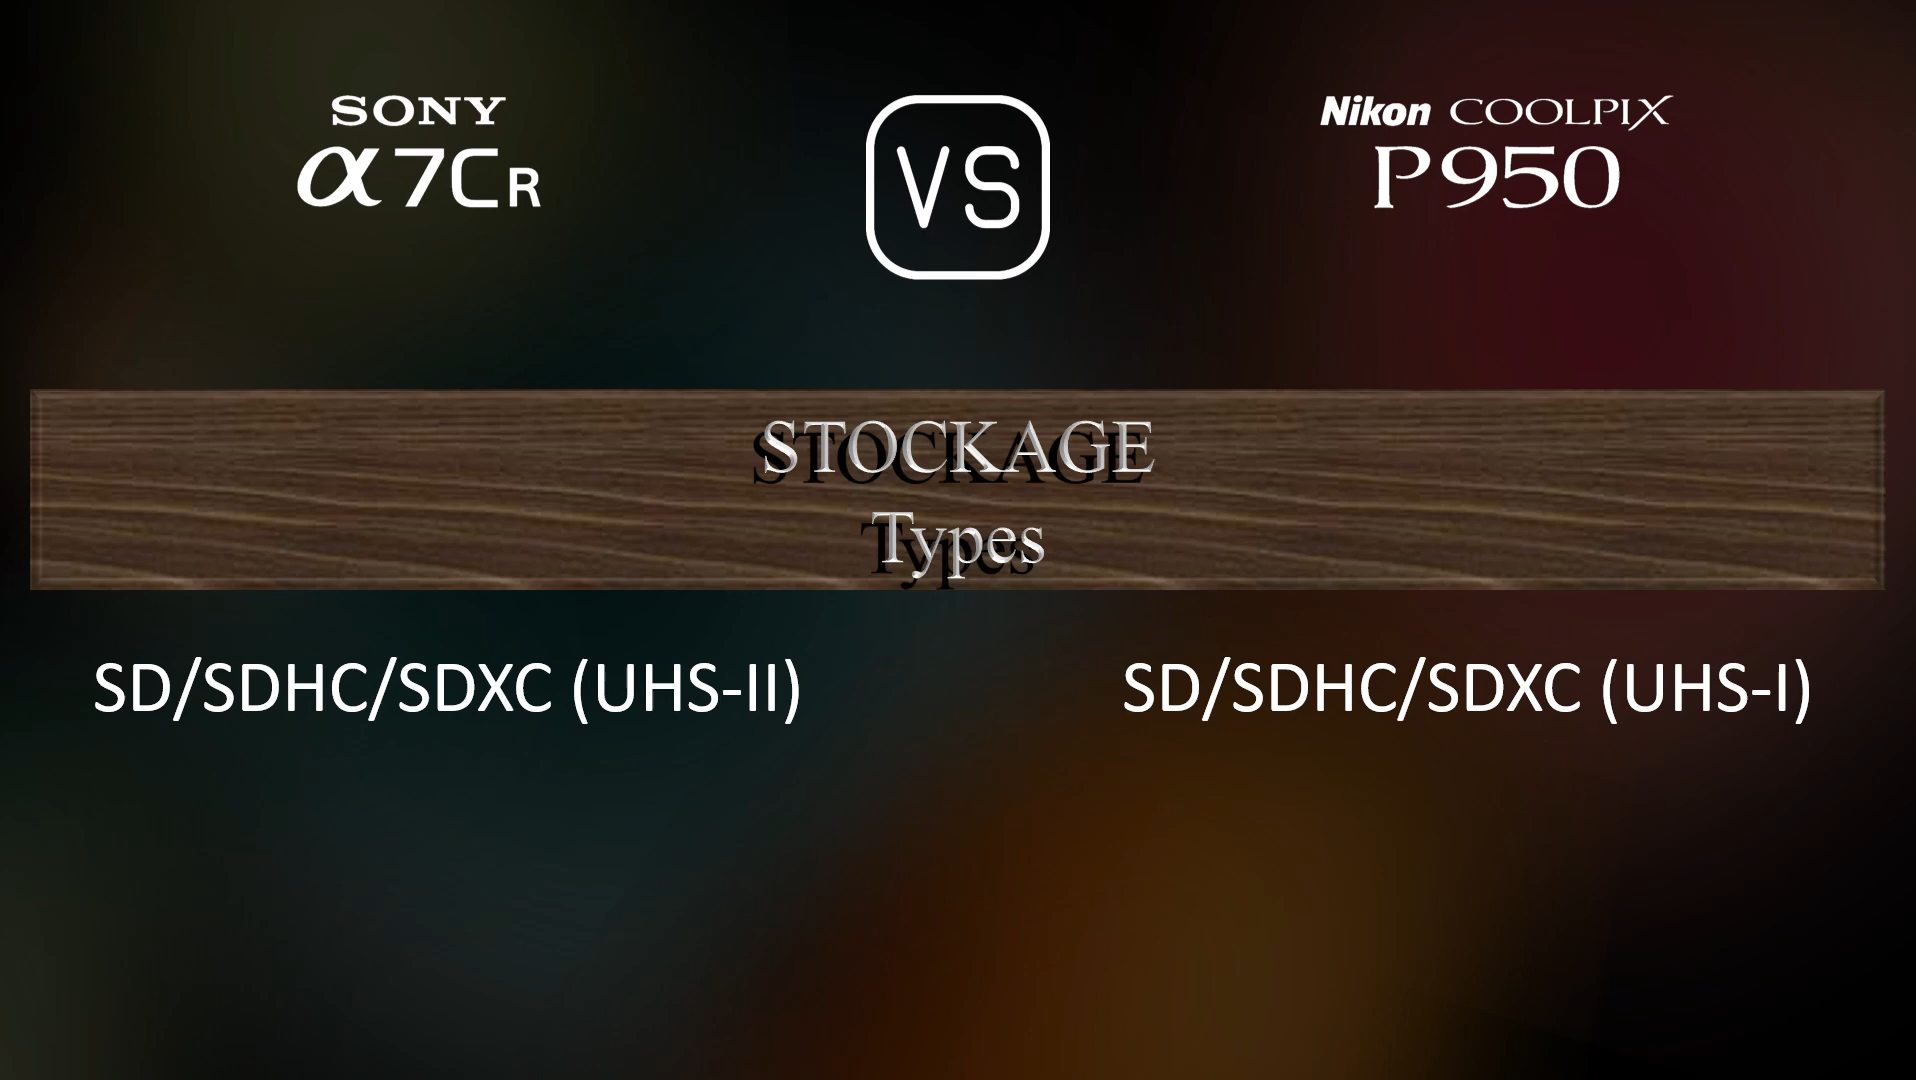 SONY
α7CR
VS
Nikon COOLPIX
P950
STOCKAGE
Types
SD/SDHC/SDXC (UHS-II)
SD/SDHC/SDXC (UHS-I)